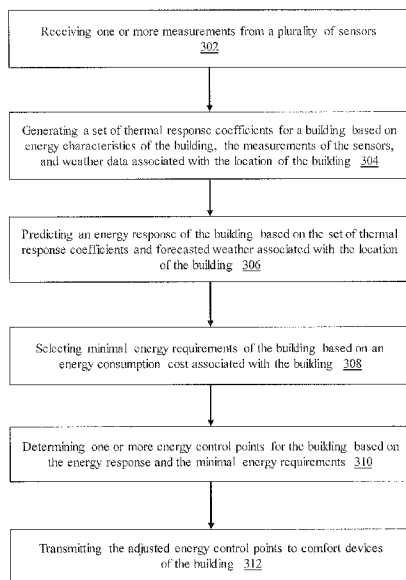 Receiving one or more measurements from a plurality of sensors
302
Generating a set of thermal response coefficients for a building based on
energy characteristics of the building, the measurements of the sensors,
and weather data associated with the location of the building 304
Predicting an energy response of the building based on the set of thermal
response coefficients and forecasted weather associated with the location
of the building 306
Selecting minimal energy requirements of the building based on an
energy consumption cost associated with the building 308
Determining one or more energy control points for the building based on
the energy response and the minimal energy requirements 310
Transmitting the adjusted energy control points to comfort devices
of the building 312